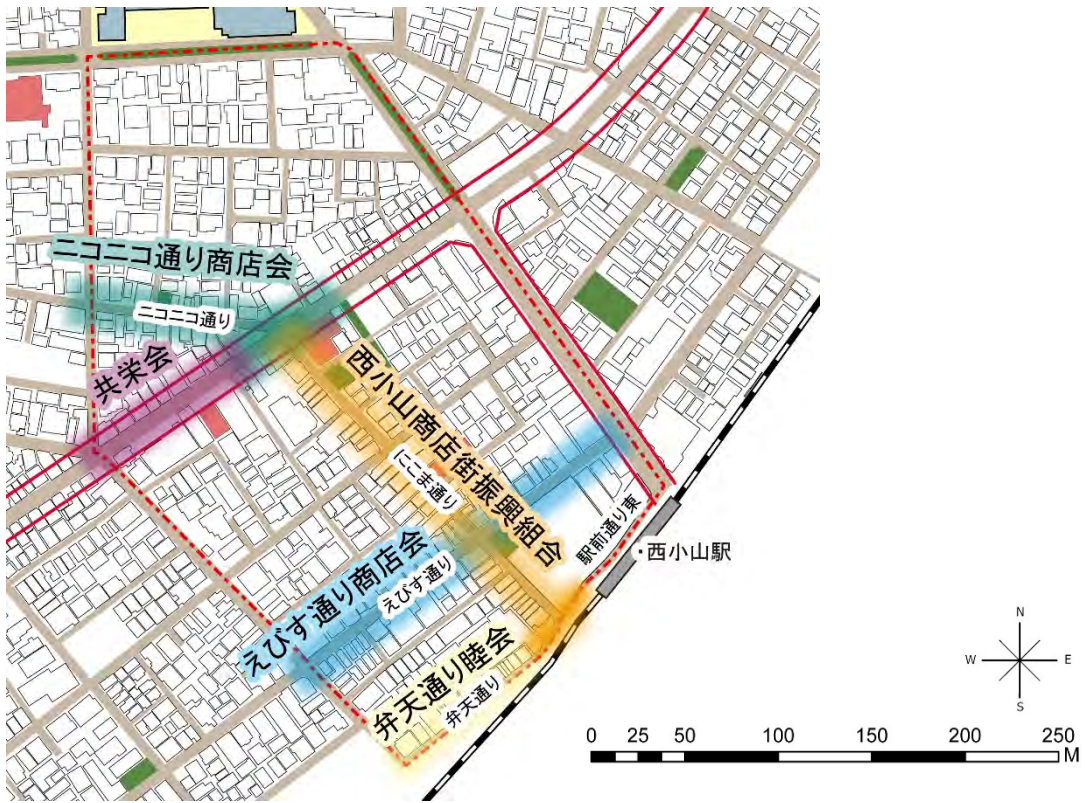 ニコニコ通り商店会
ニコニコ通り
共栄会
西小山商店街振興組合
にこま通り
えびす通り商店会
えびす通り
駅前通り東
・西小山駅
弁天通り睦会
弁天通り
N
W
E
S
0 25 50 100 150 200 250
M